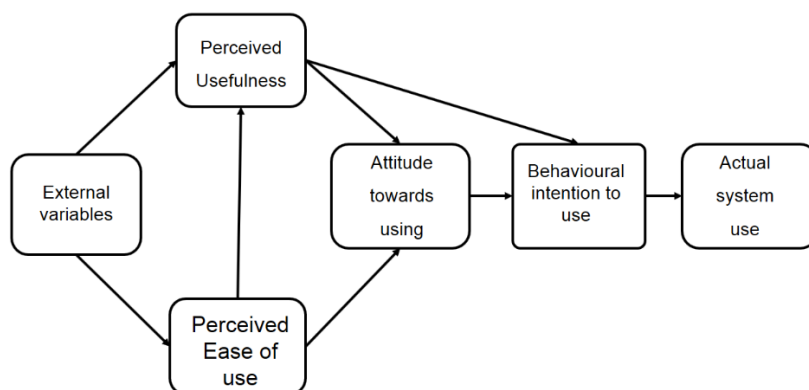 Perceived
Usefulness
External
variables
Attitude
towards
using
Behavioural
intention to
use
Actual
system
use
Perceived
Ease of
use